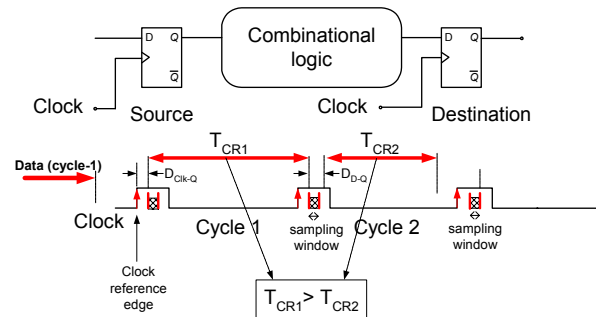 D Q
Q
Combinational
logic
D Q
Q
Clock
Source
Clock
Destination
T_CR1
T_CR2
Data (cycle-1)
D_Clk-Q
D_D-Q
Clock
Cycle 1
sampling
window
Cycle 2
sampling
window
Clock
reference
edge
T_CR1 > T_CR2